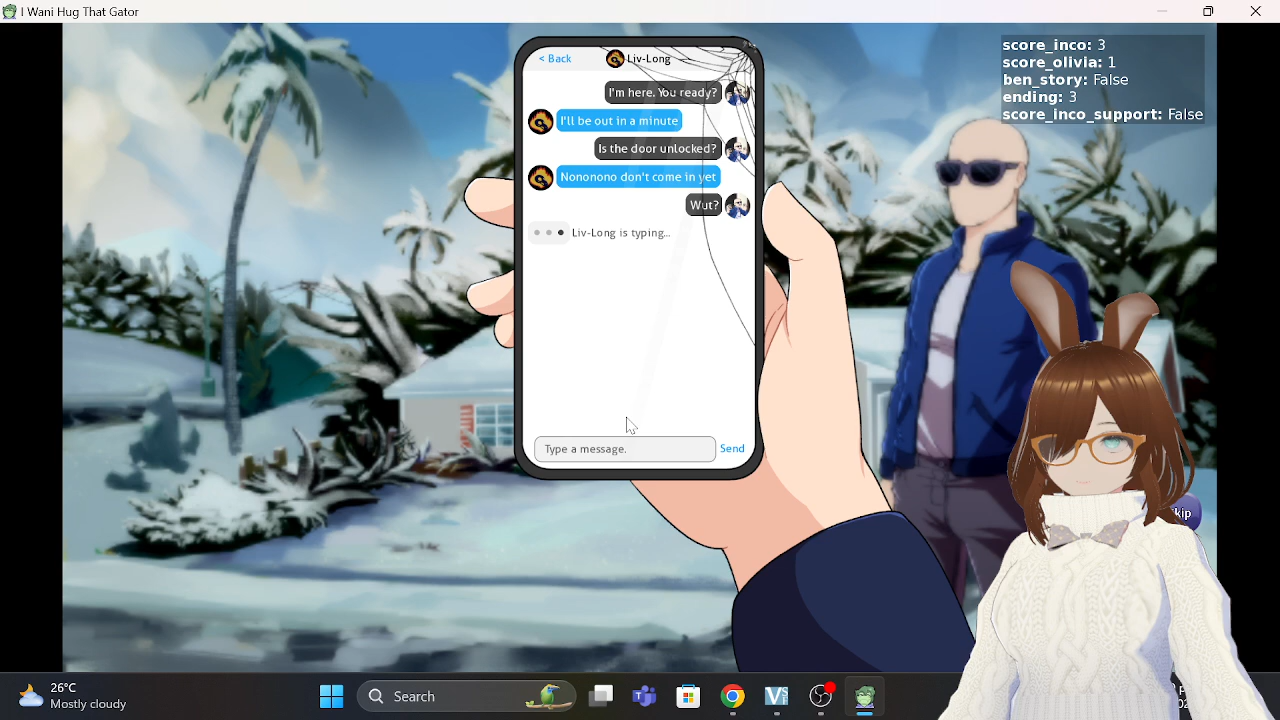 I Wani Hug That Gator
< Back
Liv-Long
I'm here. You ready?
I'll be out in a minute
Is the door unlocked?
Nononono don't come in yet
Wut?
Liv-Long is typing...
Type a message.
Send
score_inco: 3
score_olivia: 1
ben_story: False
ending: 3
score_inco_support: False
26°C
Mostly cloudy
Search